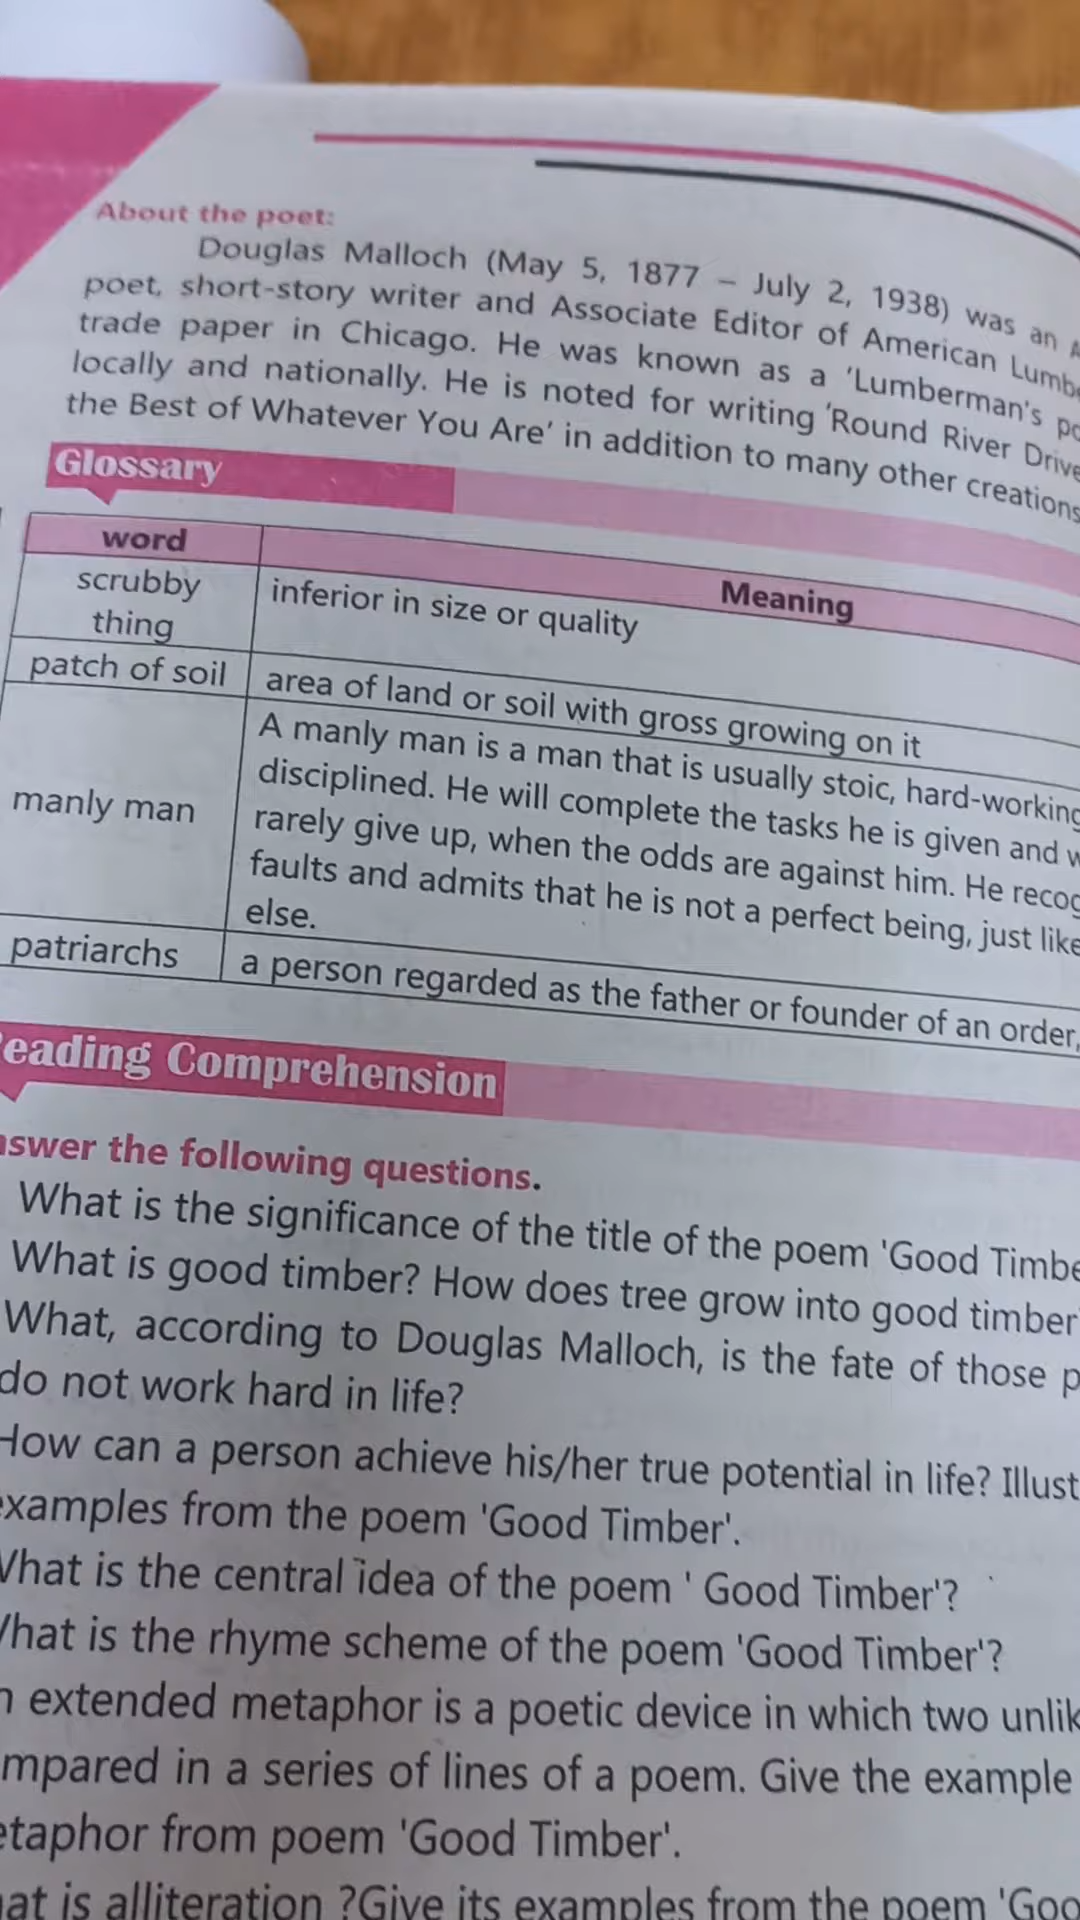 About the poet:
Douglas Malloch (May 5, 1877 – July 2, 1938) was an
poet, short-story writer and Associate Editor of American
trade paper in Chicago. He was known as a 'Lumberman's
locally and nationally. He is noted for writing 'Round River Drive
the Best of Whatever You Are' in addition to many other creations
Glossary
word
Meaning
scrubby
thing
inferior in size or quality
patch of soil
area of land or soil with gross growing on it
manly man
A manly man is a man that is usually stoic, hard-working
disciplined. He will complete the tasks he is given and
rarely give up, when the odds are against him. He
faults and admits that he is not a perfect being, just like
else.
patriarchs
a person regarded as the father or founder of an order,
eading Comprehension
swer the following questions.
What is the significance of the title of the poem 'Good
What is good timber? How does tree grow into good timber
What, according to Douglas Malloch, is the fate of those
do not work hard in life?
How can a person achieve his/her true potential in life?
examples from the poem 'Good Timber'.
What is the central idea of the poem ' Good Timber'?
hat is the rhyme scheme of the poem 'Good Timber'?
extended metaphor is a poetic device in which two
mpared in a series of lines of a poem. Give the example
etaphor from poem 'Good Timber'.
at is alliteration ?Give its examples from the poem